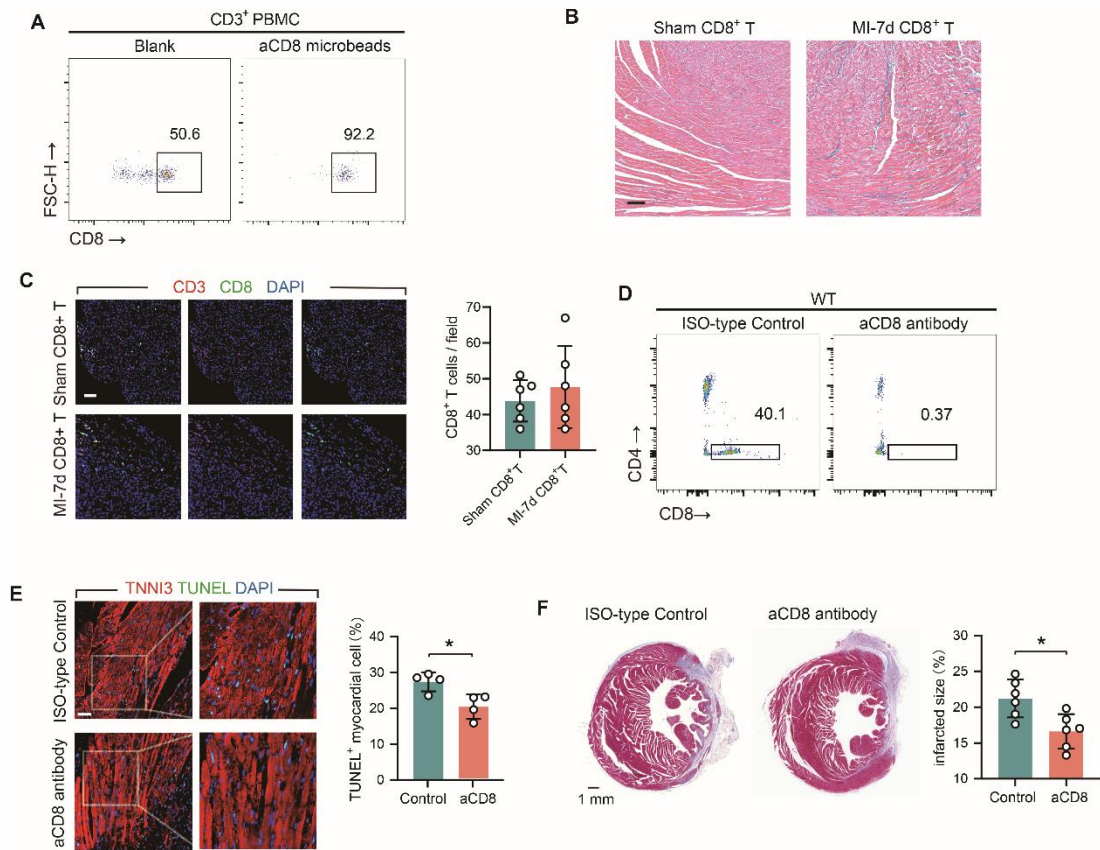 A
CD3⁺ PBMC
Blank
aCD8 microbeads
50.6
92.2
FSC-H →
CD8 →
B
Sham CD8⁺ T
MI-7d CD8⁺ T
C
CD3 CD8 DAPI
Sham CD8+ T
MI-7d CD8+ T
CD8⁺ T cells / field
70
60
50
40
30
Sham CD8⁺T
MI-7d CD8⁺T
D
WT
ISO-type Control
aCD8 antibody
40.1
0.37
CD4 →
CD8→
E
TNNI3 TUNEL DAPI
ISO-type Control
aCD8 antibody
TUNEL⁺ myocardial cell (%)
40
30
20
10
0
*
Control
aCD8
F
ISO-type Control
aCD8 antibody
1 mm
infarcted size (%)
30
25
20
15
10
*
Control
aCD8